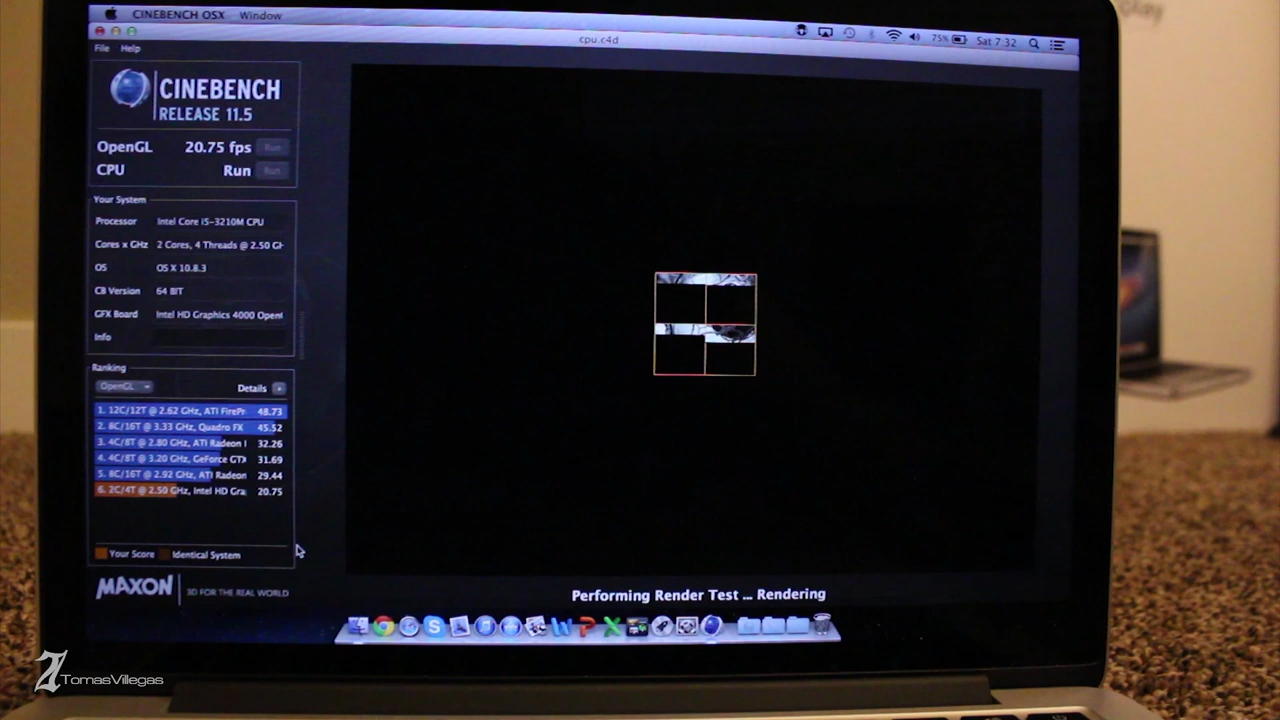 CINEBENCH OSX Window
75% Sat 7:32
cpu.c4d
File Help
CINEBENCH
RELEASE 11.5
OpenGL 20.75 fps Run
CPU Run Run
Your System
Processor Intel Core i5-3210M CPU
Cores x GHz 2 Cores, 4 Threads @ 2.50 GH
OS OS X 10.8.3
CB Version 64 BIT
GFX Board Intel HD Graphics 4000 OpenG
Info
Ranking
OpenGL Details
1. 12C/12T @ 2.62 GHz, ATI FirePr 48.73
2. 8C/16T @ 3.33 GHz, Quadro FX 45.52
3. 4C/8T @ 2.80 GHz, ATI Radeon 32.26
4. 4C/8T @ 3.20 GHz, GeForce GTX 31.69
5. 8C/16T @ 2.92 GHz, ATI Radeon 29.44
6. 2C/4T @ 2.50 GHz, Intel HD Gra 20.75
Your Score Identical System
MAXON 3D FOR THE REAL WORLD
Performing Render Test ... Rendering
TomasVillegas